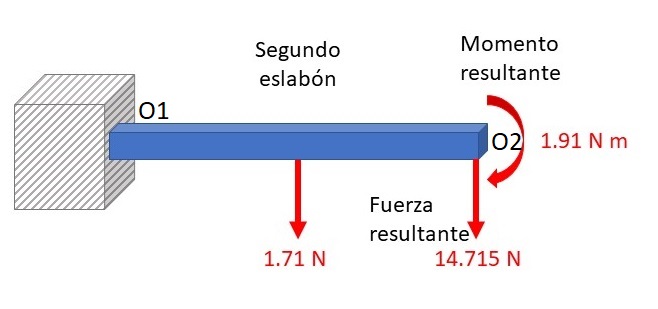 Segundo
eslabón
Momento
resultante
O1
O2
1.91 N m
Fuerza
resultante
1.71 N
14.715 N